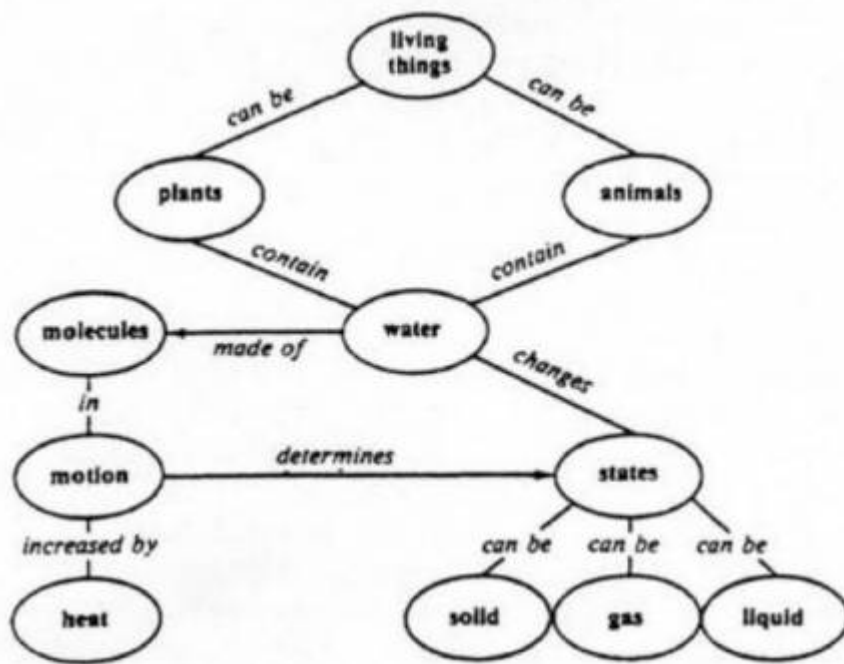 living
things
can be
can be
plants
animals
contain
contain
molecules
made of
water
changes
in
motion
determines
states
increased by
can be
can be
can be
heat
solid
gas
liquid